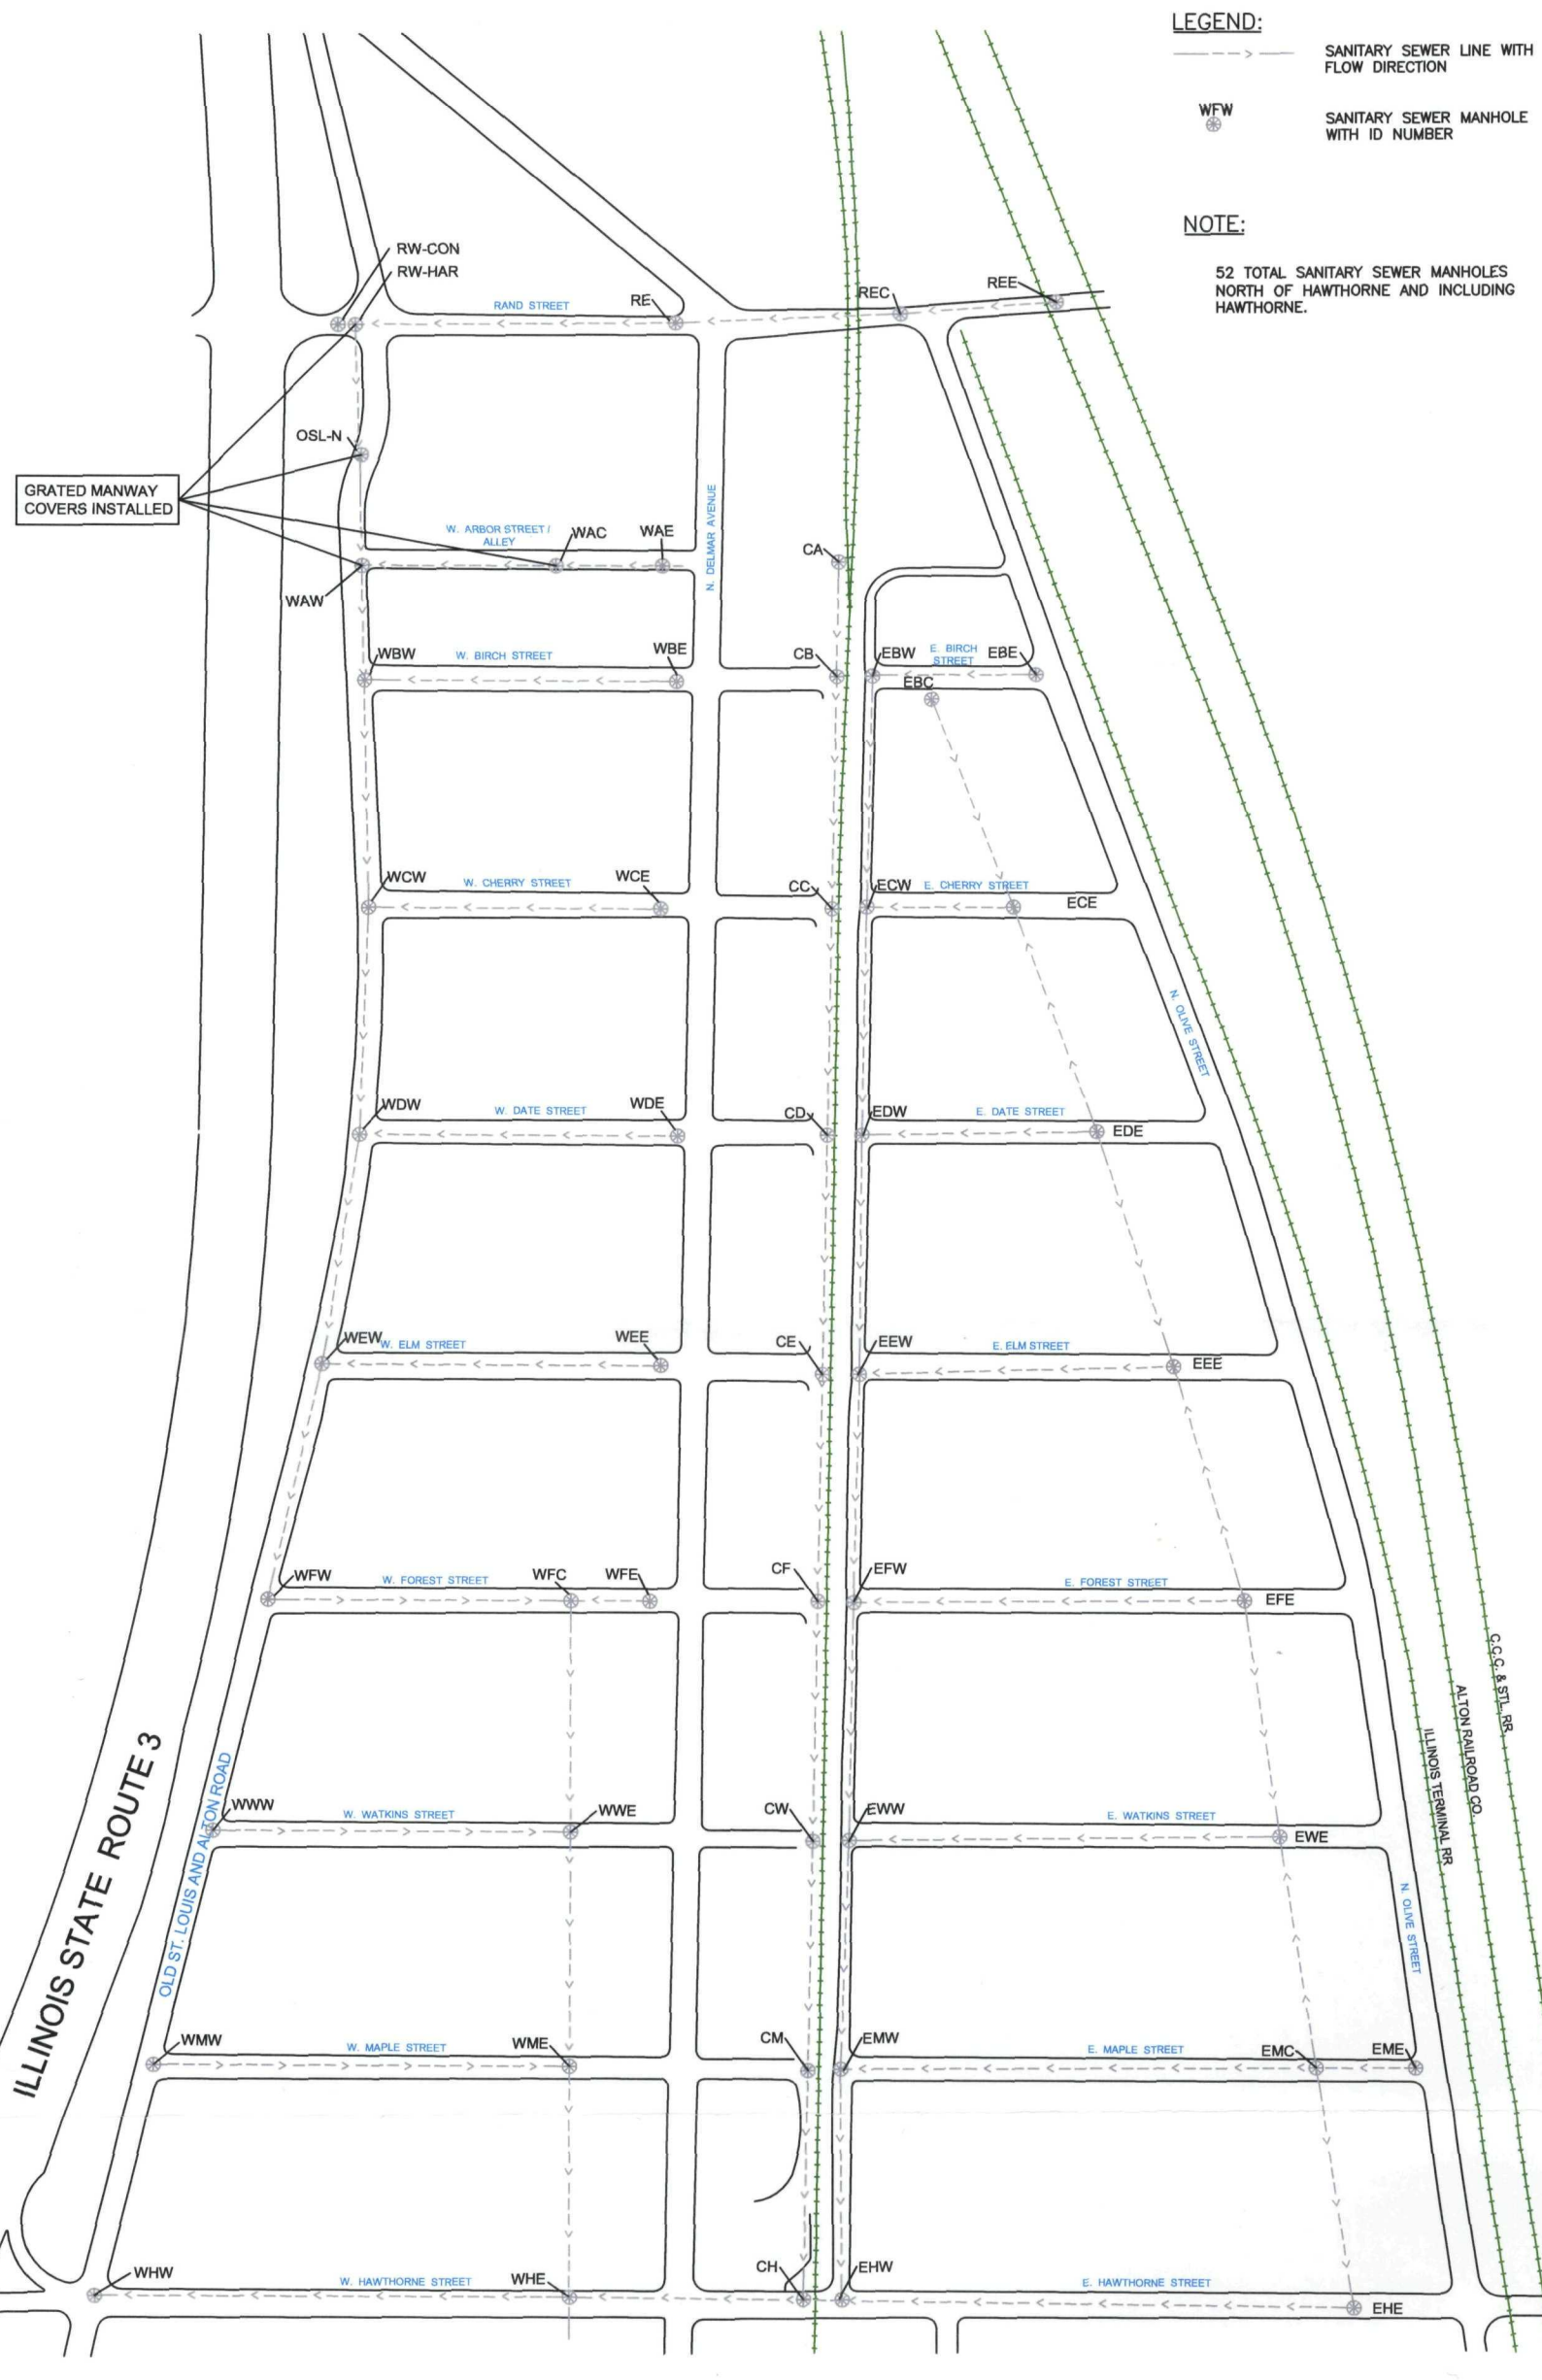 LEGEND:
SANITARY SEWER LINE WITH
FLOW DIRECTION
WFW
SANITARY SEWER MANHOLE
WITH ID NUMBER
NOTE:
52 TOTAL SANITARY SEWER MANHOLES
NORTH OF HAWTHORNE AND INCLUDING
HAWTHORNE.
RW-CON
RW-HAR
REE
REC
RE
RAND STREET
OSL-N
GRATED MANWAY
COVERS INSTALLED
N. DELMAR AVENUE
W. ARBOR STREET /
ALLEY
WAC
WAE
CA
WAW
WBW
W. BIRCH STREET
WBE
CB
EBW
E. BIRCH
STREET
EBE
EBC
WCW
W. CHERRY STREET
WCE
CC
ECW
E. CHERRY STREET
ECE
N. OLIVE STREET
WDW
W. DATE STREET
WDE
CD
EDW
E. DATE STREET
EDE
WEW
W. ELM STREET
WEE
CE
EEW
E. ELM STREET
EEE
WFW
W. FOREST STREET
WFC
WFE
CF
EFW
E. FOREST STREET
EFE
C.C.C. & STL. RR
ALTON RAILROAD CO.
ILLINOIS TERMINAL RR
ILLINOIS STATE ROUTE 3
OLD ST. LOUIS AND ALTON ROAD
WWW
W. WATKINS STREET
WWE
CW
EWW
E. WATKINS STREET
EWE
N. OLIVE STREET
WMW
W. MAPLE STREET
WME
CM
EMW
E. MAPLE STREET
EMC
EME
WHW
W. HAWTHORNE STREET
WHE
CH
EHW
E. HAWTHORNE STREET
EHE